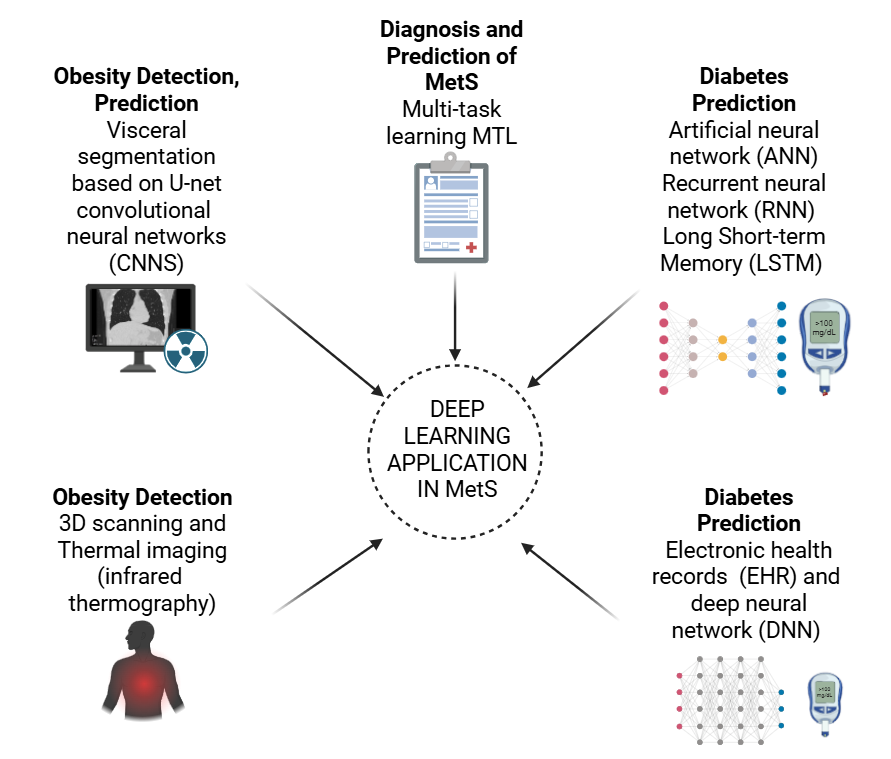 Diagnosis and
Prediction of
MetS
Multi-task
learning MTL
Obesity Detection,
Prediction
Visceral
segmentation
based on U-net
convolutional
neural networks
(CNNS)
Diabetes
Prediction
Artificial neural
network (ANN)
Recurrent neural
network (RNN)
Long Short-term
Memory (LSTM)
>100
mg/dL
DEEP
LEARNING
APPLICATION
IN MetS
Obesity Detection
3D scanning and
Thermal imaging
(infrared
thermography)
Diabetes
Prediction
Electronic health
records (EHR) and
deep neural
network (DNN)
>100
mg/dL